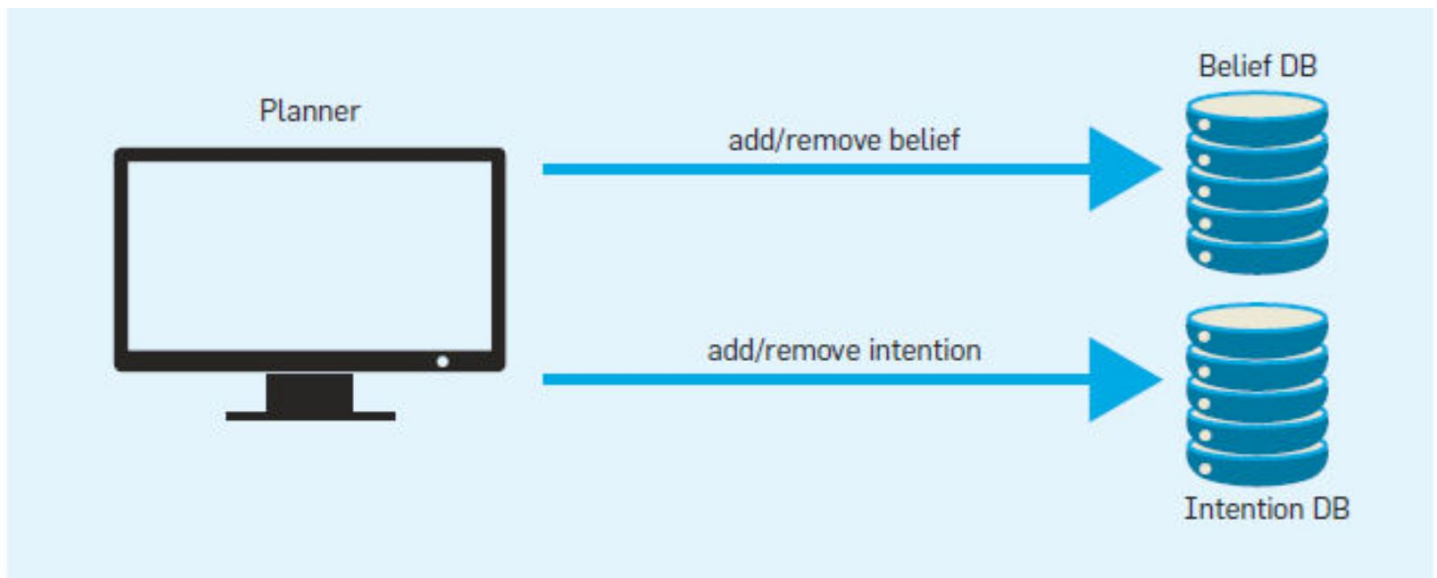 Belief DB
Planner
add/remove belief
add/remove intention
Intention DB